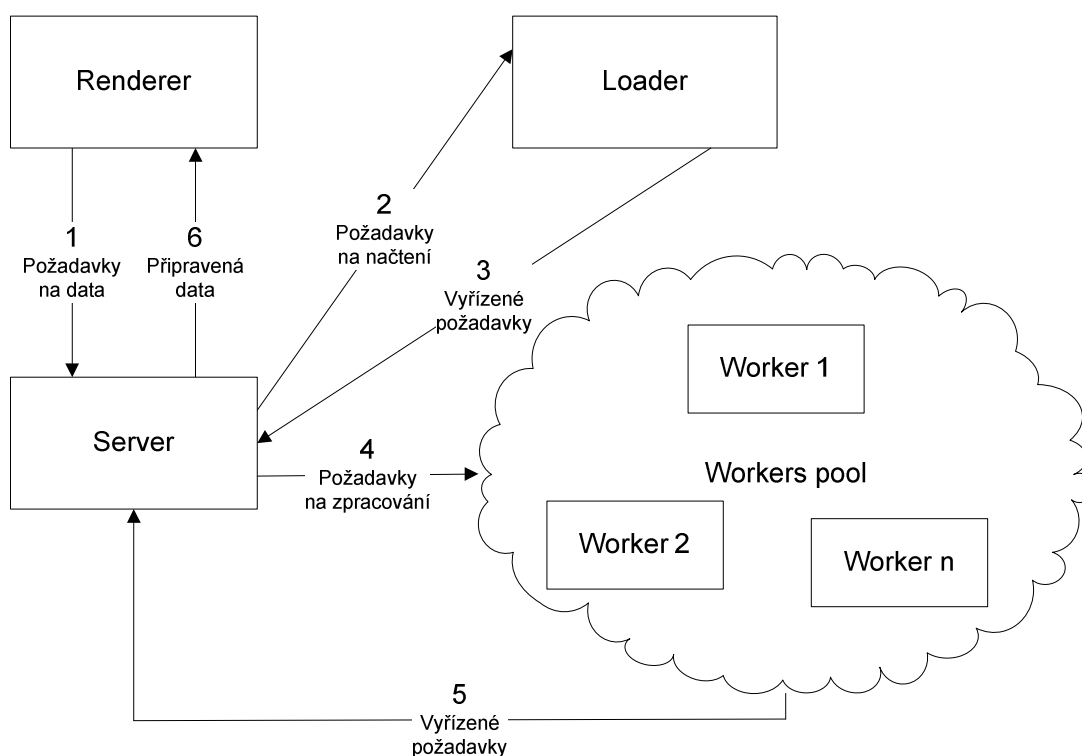 Renderer
Loader
1
Požadavky
na data
6
Připravená
data
2
Požadavky
na načtení
3
Vyřízené
požadavky
Server
4
Požadavky
na zpracování
Worker 1
Workers pool
Worker 2
Worker n
5
Vyřízené
požadavky